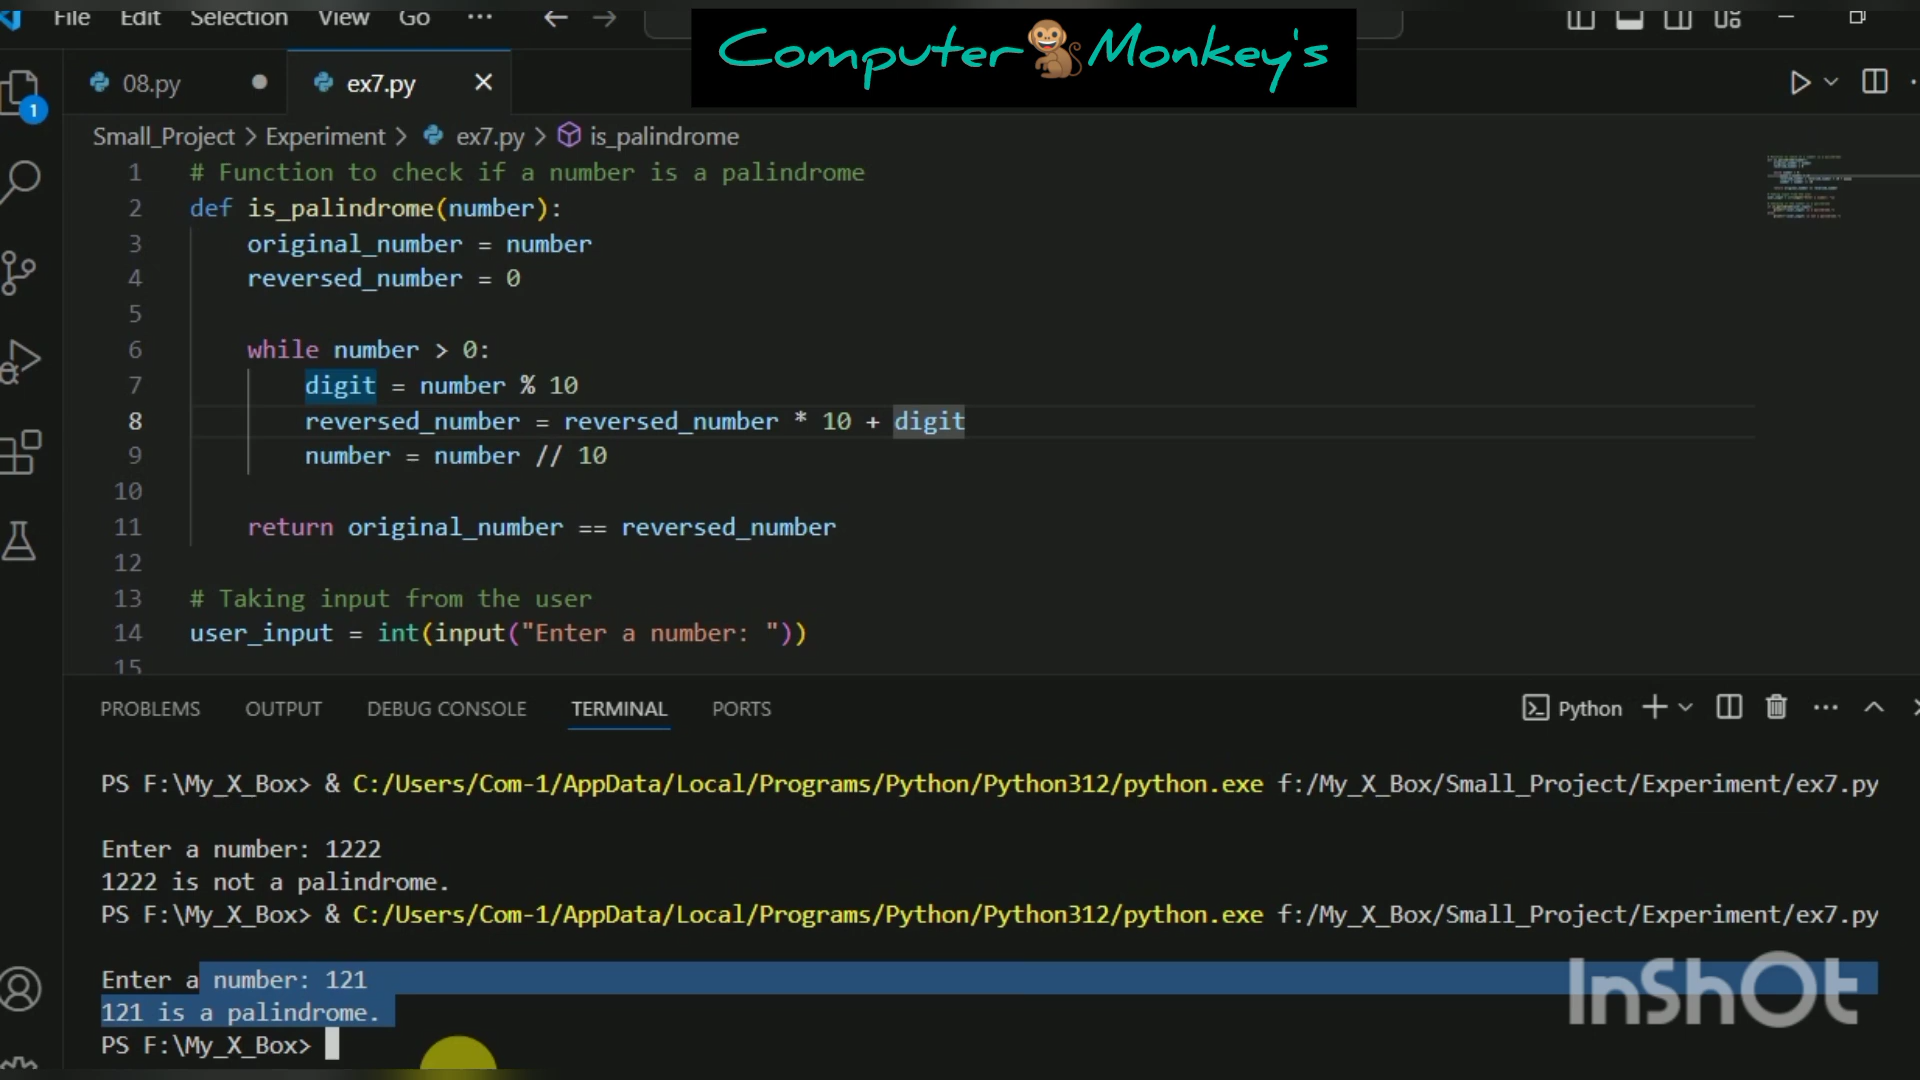 File Edit Selection View Go ...
Computer Monkey's
08.py
ex7.py
1
Small_Project > Experiment > ex7.py > is_palindrome
1 # Function to check if a number is a palindrome
2 def is_palindrome(number):
3 original_number = number
4 reversed_number = 0
5
6 while number > 0:
7 digit = number % 10
8 reversed_number = reversed_number * 10 + digit
9 number = number // 10
10
11 return original_number == reversed_number
12
13 # Taking input from the user
14 user_input = int(input("Enter a number: "))
15
PROBLEMS OUTPUT DEBUG CONSOLE TERMINAL PORTS
Python
PS F:\My_X_Box> & C:/Users/Com-1/AppData/Local/Programs/Python/Python312/python.exe f:/My_X_Box/Small_Project/Experiment/ex7.py
Enter a number: 1222
1222 is not a palindrome.
PS F:\My_X_Box> & C:/Users/Com-1/AppData/Local/Programs/Python/Python312/python.exe f:/My_X_Box/Small_Project/Experiment/ex7.py
Enter a number: 121
121 is a palindrome.
PS F:\My_X_Box>
InShOt